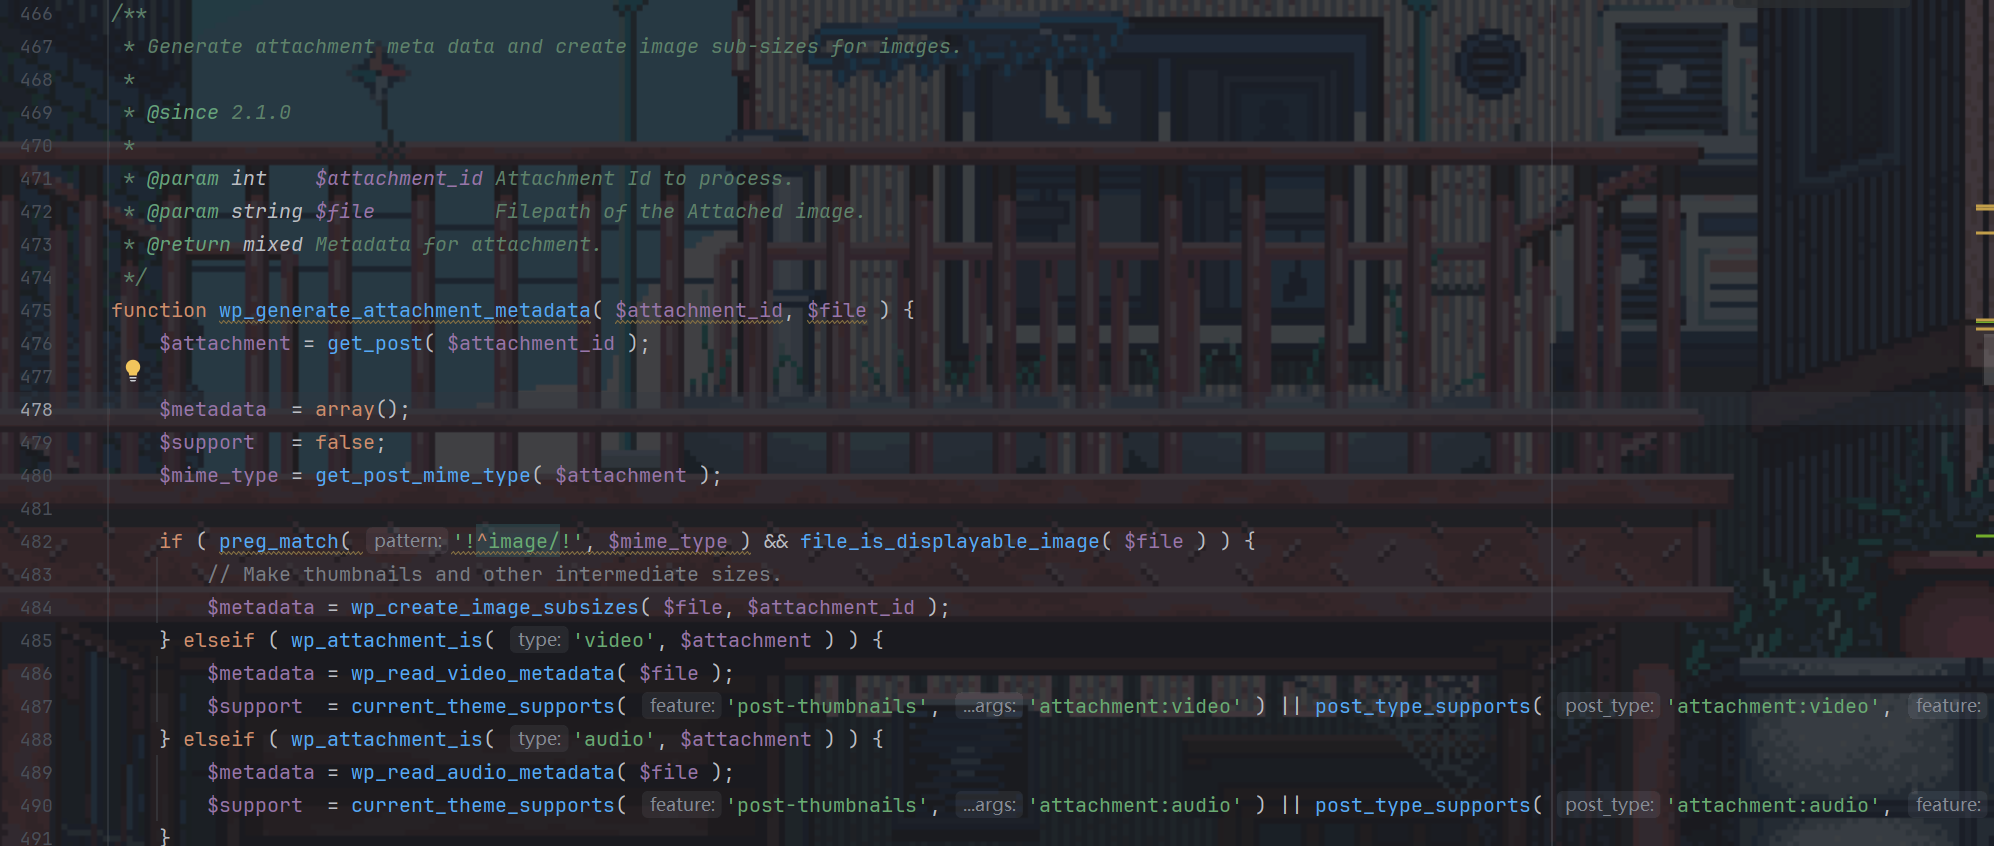 466 /**
467  * Generate attachment meta data and create image sub-sizes for images.
468  *
469  * @since 2.1.0
470  *
471  * @param int    $attachment_id Attachment Id to process.
472  * @param string $file          Filepath of the Attached image.
473  * @return mixed Metadata for attachment.
474  */
475 function wp_generate_attachment_metadata( $attachment_id, $file ) {
476     $attachment = get_post( $attachment_id );
477
478     $metadata  = array();
479     $support   = false;
480     $mime_type = get_post_mime_type( $attachment );
481
482     if ( preg_match( pattern: '!^image/!', $mime_type ) && file_is_displayable_image( $file ) ) {
483         // Make thumbnails and other intermediate sizes.
484         $metadata = wp_create_image_subsizes( $file, $attachment_id );
485     } elseif ( wp_attachment_is( type: 'video', $attachment ) ) {
486         $metadata = wp_read_video_metadata( $file );
487         $support  = current_theme_supports( feature: 'post-thumbnails', ...args: 'attachment:video' ) || post_type_supports( post_type: 'attachment:video', feature:
488     } elseif ( wp_attachment_is( type: 'audio', $attachment ) ) {
489         $metadata = wp_read_audio_metadata( $file );
490         $support  = current_theme_supports( feature: 'post-thumbnails', ...args: 'attachment:audio' ) || post_type_supports( post_type: 'attachment:audio', feature:
491     }